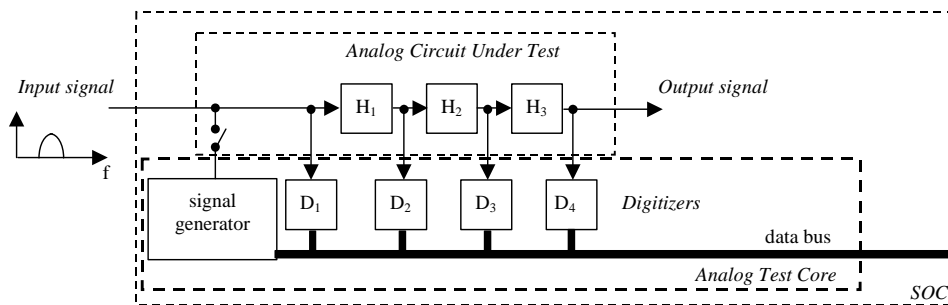 Analog Circuit Under Test
Input signal
Output signal
H1 H2 H3
f
signal
generator
D1 D2 D3 D4
Digitizers
data bus
Analog Test Core
SOC